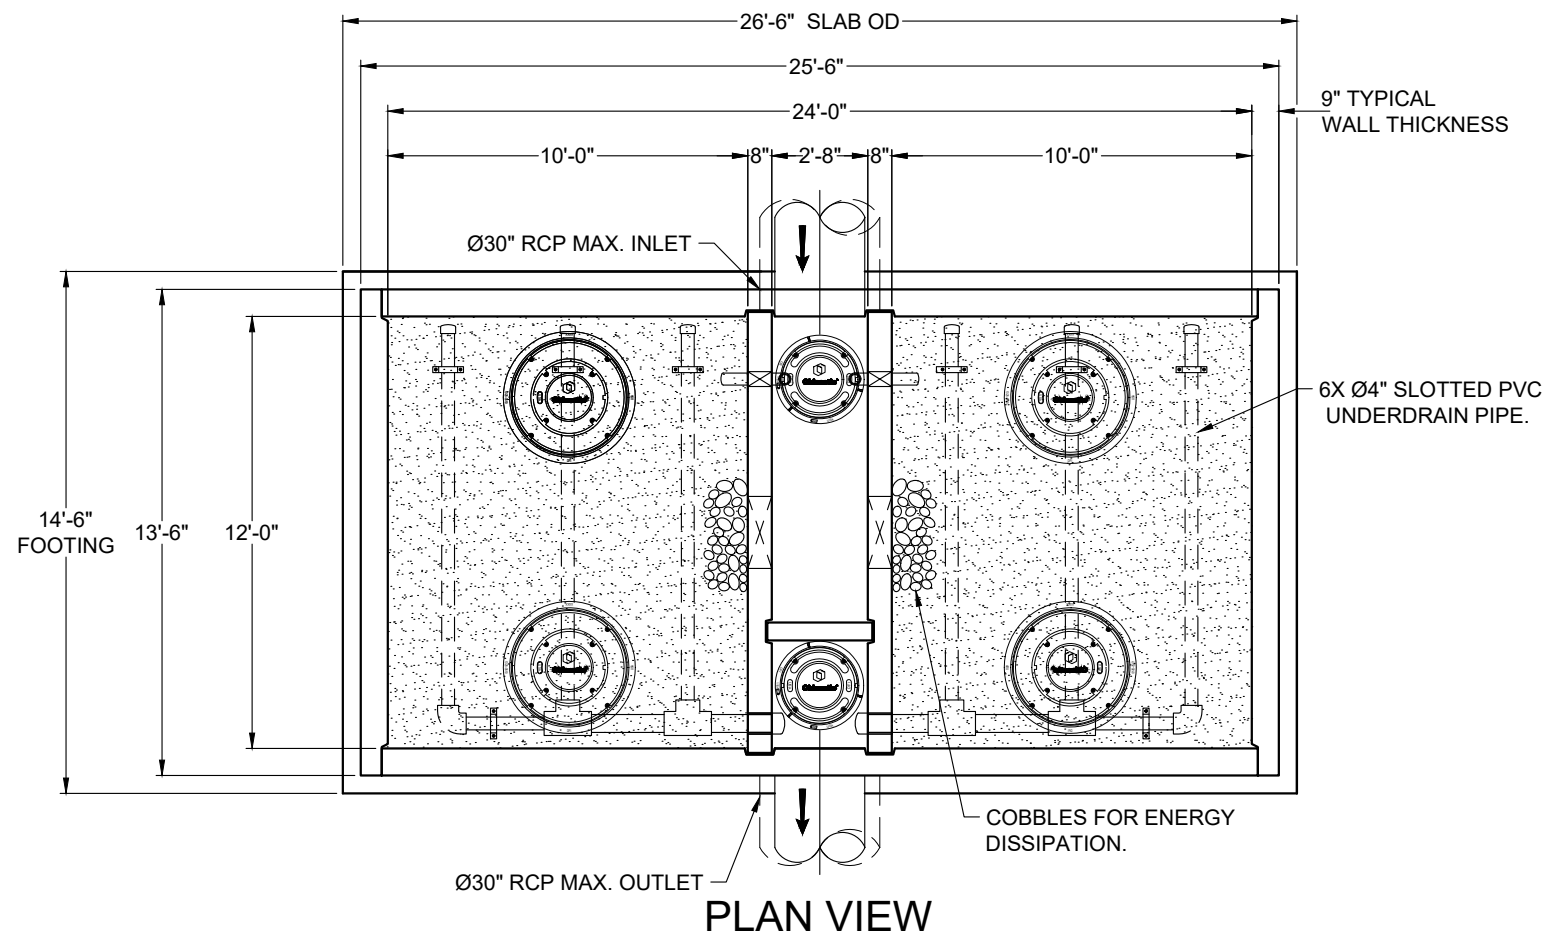 26'-6" SLAB OD
25'-6"
24'-0"
9" TYPICAL
WALL THICKNESS
10'-0" 8" 2'-8" 8" 10'-0"
Ø30" RCP MAX. INLET
6X Ø4" SLOTTED PVC
UNDERDRAIN PIPE.
14'-6"
FOOTING
13'-6"
12'-0"
COBBLES FOR ENERGY
DISSIPATION.
Ø30" RCP MAX. OUTLET
PLAN VIEW